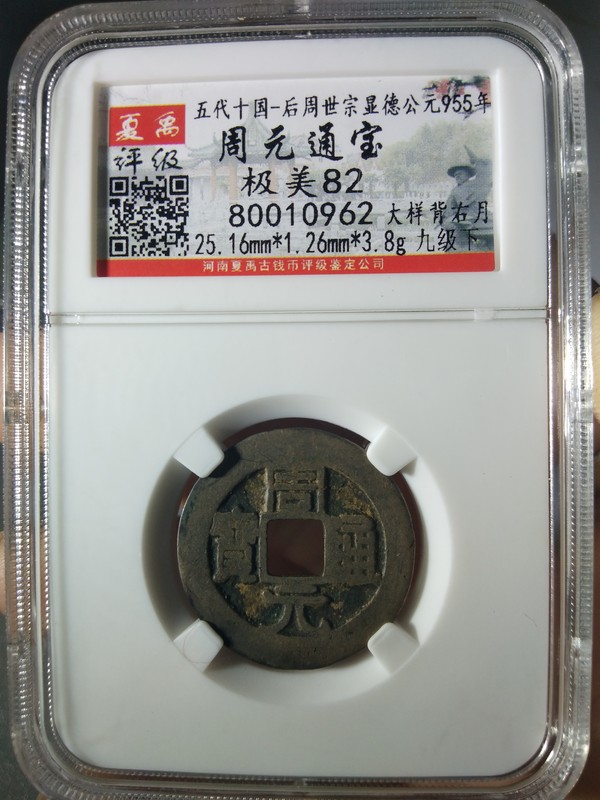 夏禹
评级
五代十国-后周世宗显德公元955年
周元通宝
极美82
80010962 大样背右月
25.16mm*1.26mm*3.8g 九级下
河南夏禹古钱币评级鉴定公司
周元通寳